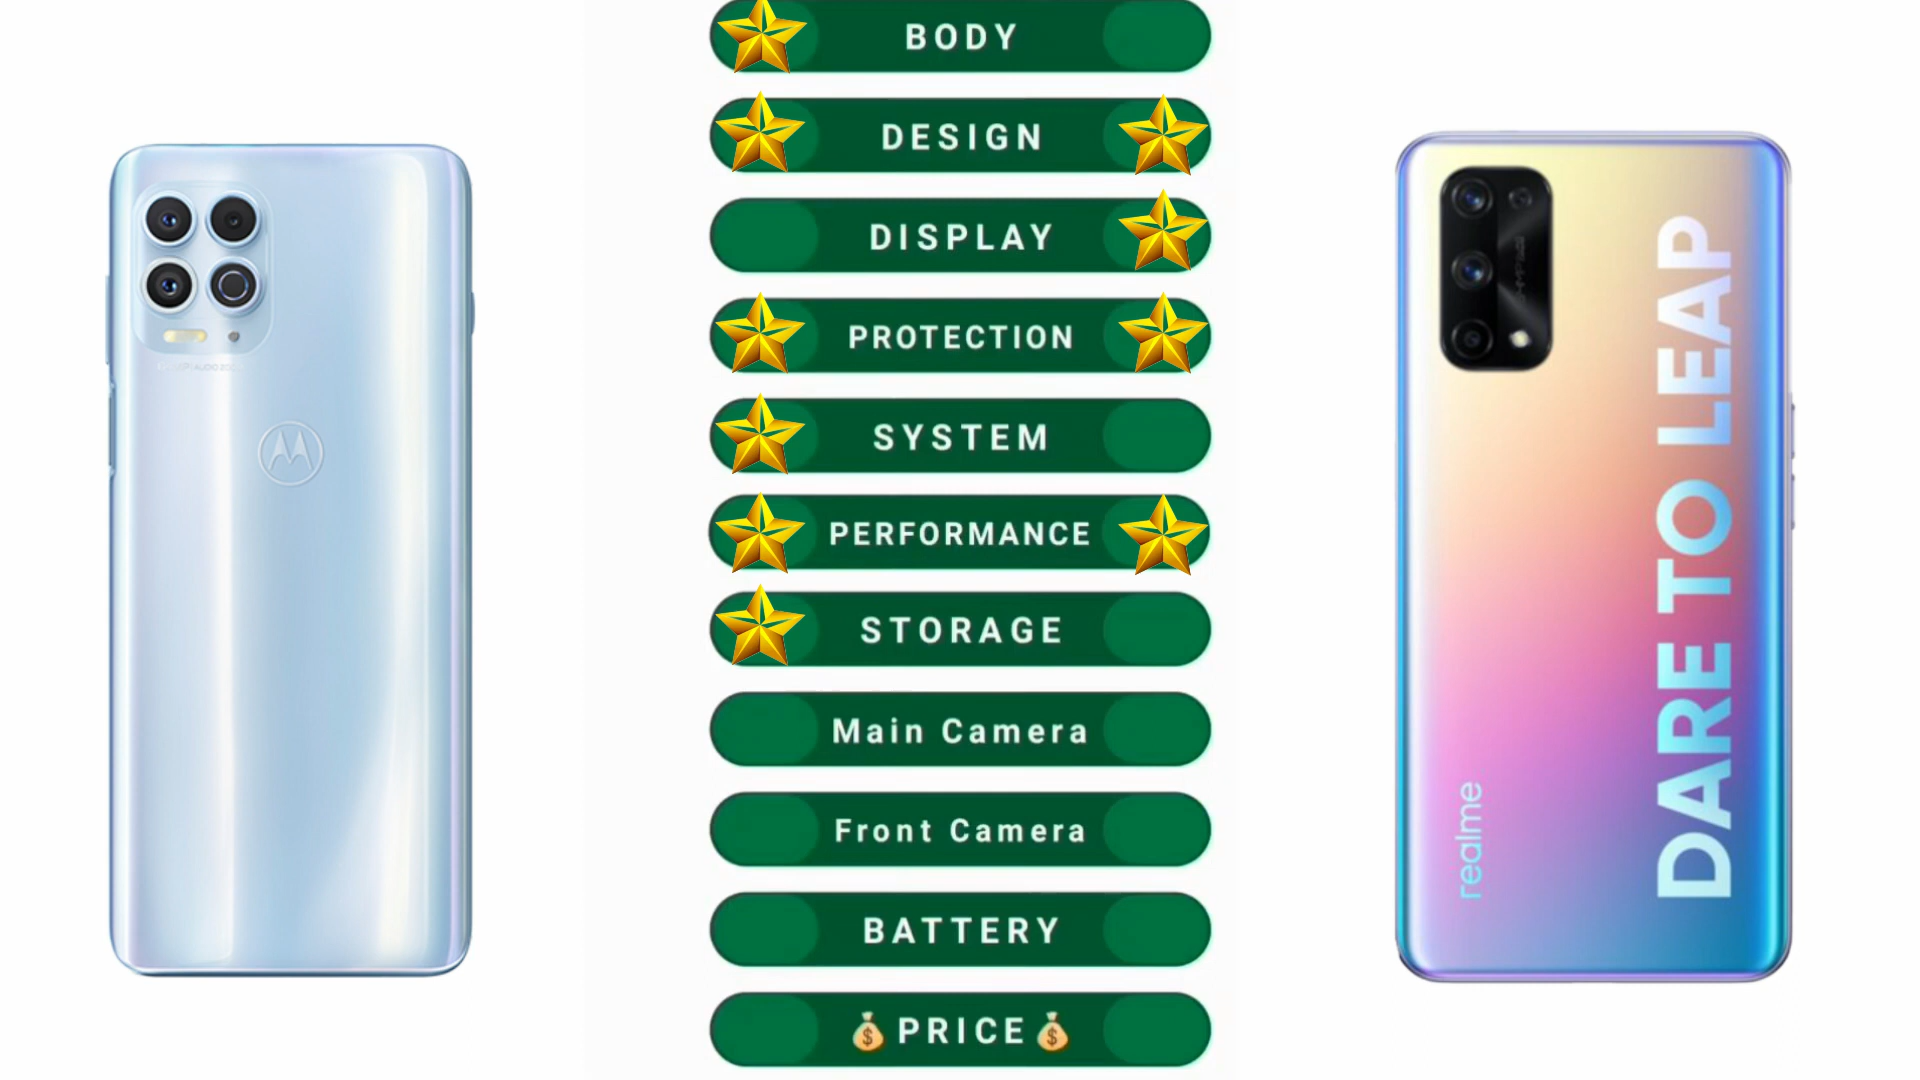 BODY
DESIGN
DISPLAY
PROTECTION
SYSTEM
PERFORMANCE
STORAGE
Main Camera
Front Camera
BATTERY
PRICE
realme
DARE TO LEAP